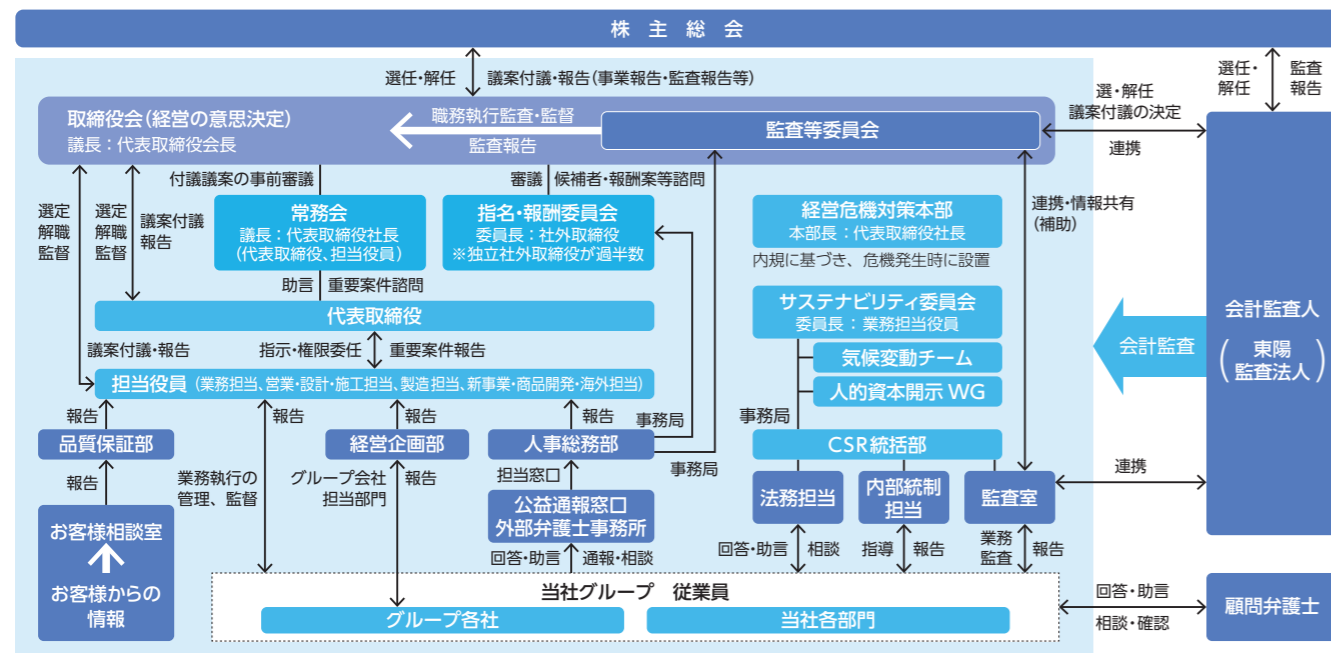 株主総会
選任・解任
議案付議・報告(事業報告・監査報告等)
選任・
解任
監査
報告
取締役会(経営の意思決定)
議長：代表取締役会長
職務執行監査・監督
監査報告
監査等委員会
選・解任
議案付議の決定
連携
付議議案の事前審議
審議
候補者・報酬案等諮問
選定
解職
監督
選定
解職
監督
議案付議
報告
常務会
議長：代表取締役社長
(代表取締役、担当役員)
指名・報酬委員会
委員長：社外取締役
※独立社外取締役が過半数
経営危機対策本部
本部長：代表取締役社長
内規に基づき、危機発生時に設置
連携・情報共有
(補助)
助言
重要案件諮問
代表取締役
サステナビリティ委員会
委員長：業務担当役員
気候変動チーム
人的資本開示 WG
会計監査
会計監査人
(東陽
監査法人)
議案付議・報告
指示・権限委任
重要案件報告
担当役員(業務担当、営業・設計・施工担当、製造担当、新事業・商品開発・海外担当)
報告
報告
報告
報告
事務局
事務局
事務局
品質保証部
経営企画部
人事総務部
CSR統括部
報告
業務執行の
管理、監督
グループ会社
担当部門
報告
担当窓口
連携
お客様相談室
お客様からの
情報
公益通報窓口
外部弁護士事務所
法務担当
内部統制
担当
監査室
回答・助言
通報・相談
回答・助言
相談
指導
報告
業務
監査
報告
当社グループ 従業員
グループ各社
当社各部門
回答・助言
相談・確認
顧問弁護士